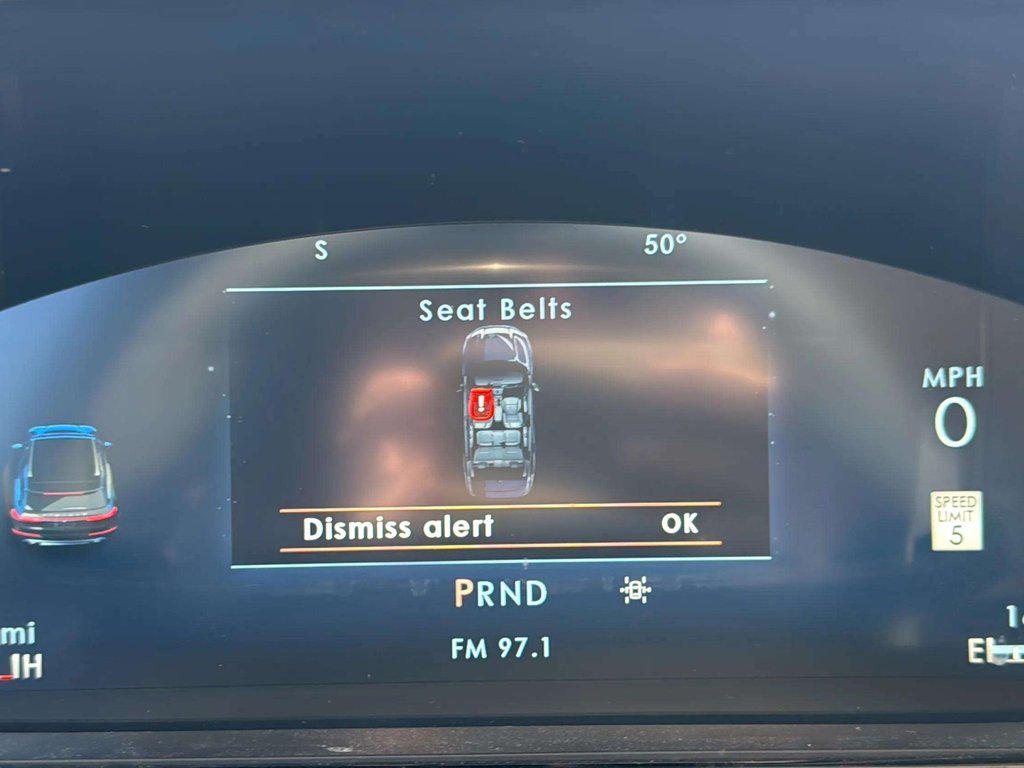 S
50°
Seat Belts
MPH
0
SPEED
LIMIT
5
Dismiss alert OK
PRND
FM 97.1
mi
H
E